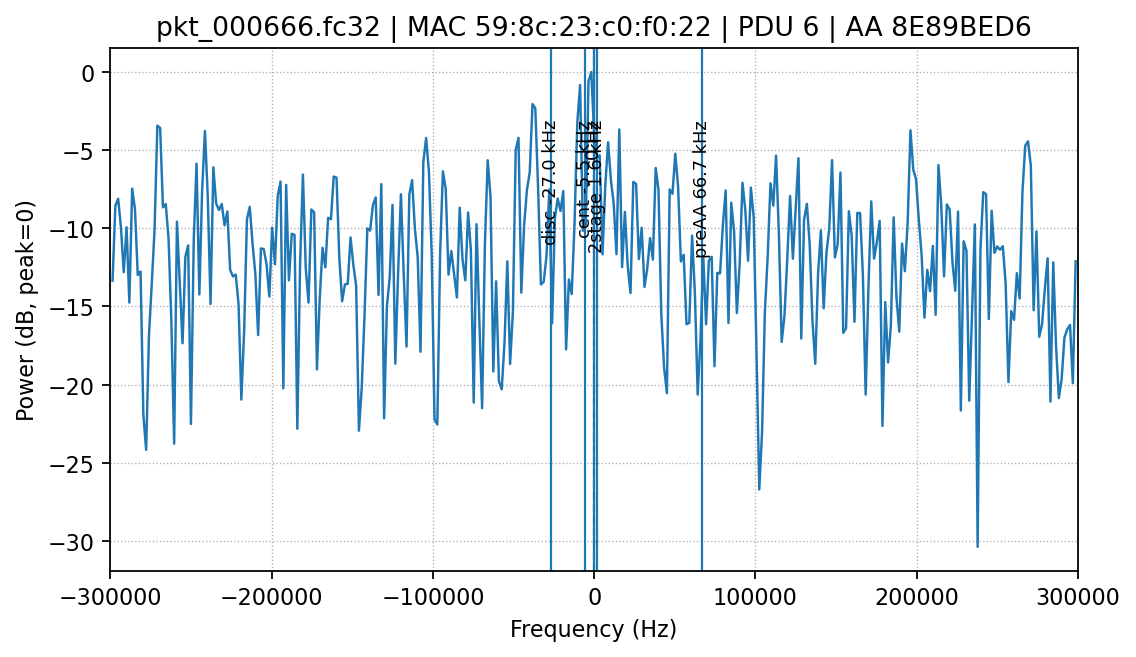 pkt_000666.fc32 | MAC 59:8c:23:c0:f0:22 | PDU 6 | AA 8E89BED6
Power (dB, peak=0)
0
−5
−10
−15
−20
−25
−30
disc -27.0 kHz
cent -5.5 kHz
2stage 1.6 kHz
preAA 66.7 kHz
−300000
−200000
−100000
0
100000
200000
300000
Frequency (Hz)